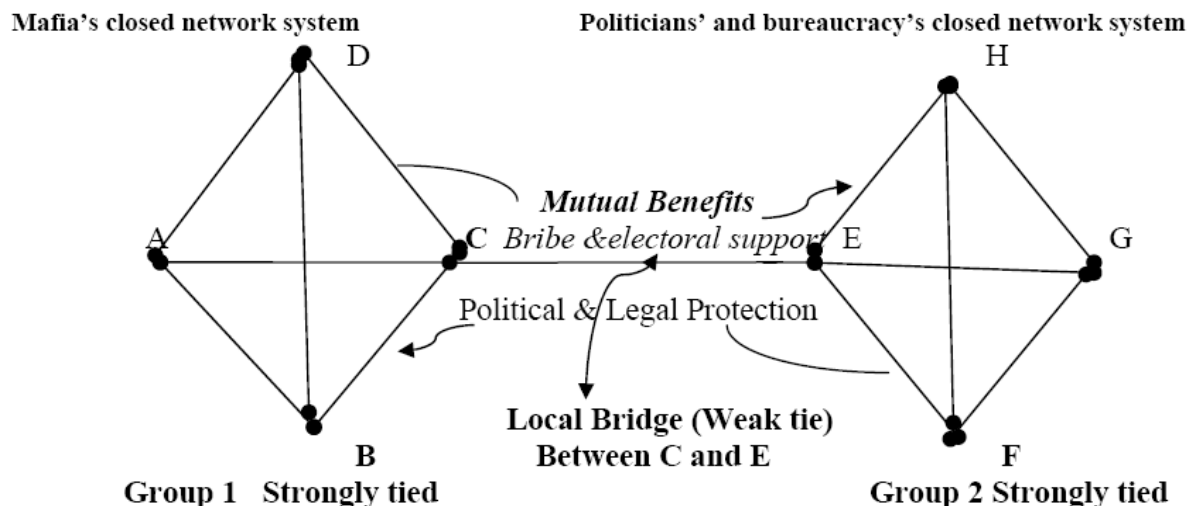 Mafia's closed network system
Politicians' and bureaucracy's closed network system
D
H
Mutual Benefits
A
C
Bribe &electoral support
E
G
Political & Legal Protection
Local Bridge (Weak tie)
Between C and E
B
F
Group 1 Strongly tied
Group 2 Strongly tied